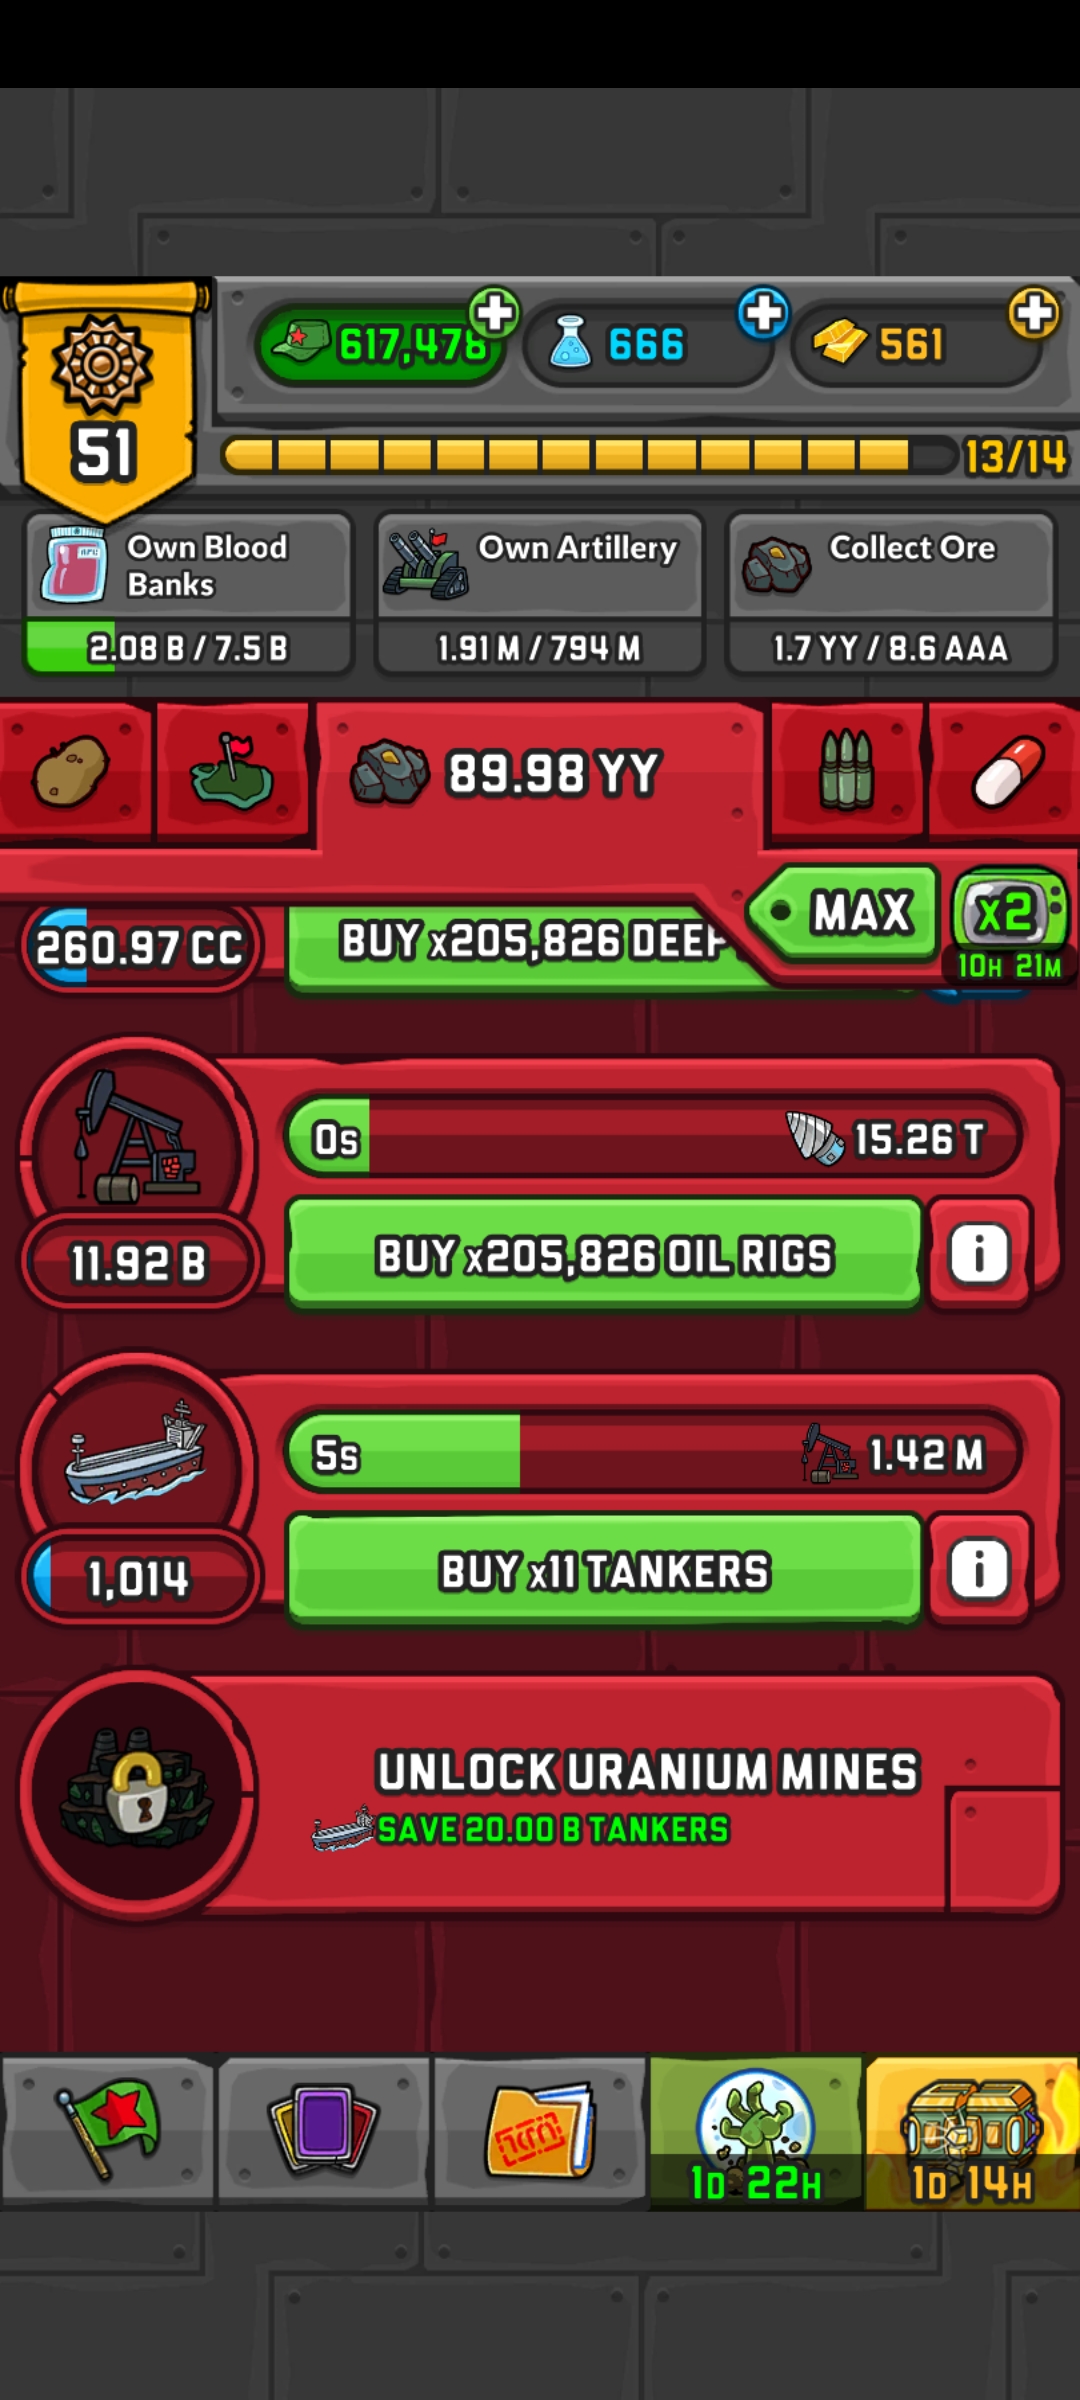 617,478
666
561
51
13/14
Own Blood
Banks
2.08 B / 7.5 B
Own Artillery
1.91 M / 794 M
Collect Ore
1.7 YY / 8.6 AAA
89.98 YY
MAX
x2
10H 21M
260.97 CC
BUY x205,826 DEEP
0s
15.26 T
11.92 B
BUY x205,826 OIL RIGS
i
5s
1.42 M
1,014
BUY x11 TANKERS
i
UNLOCK URANIUM MINES
SAVE 20.00 B TANKERS
1D 22H
1D 14H